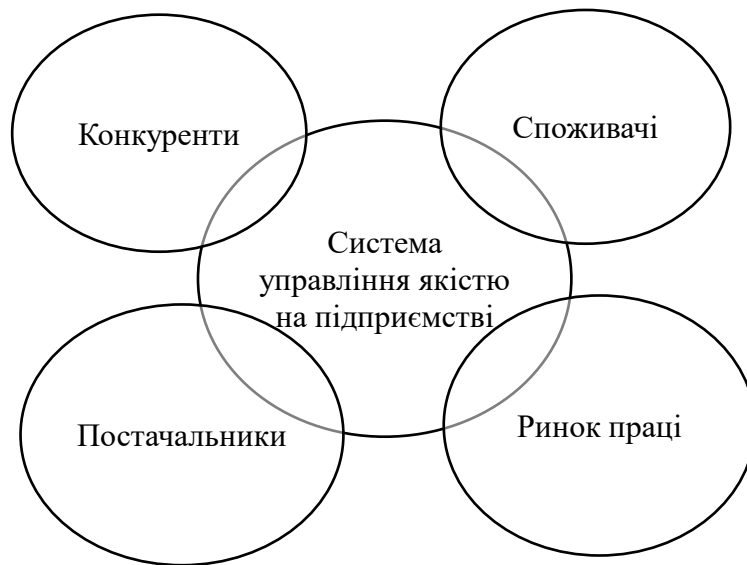 Конкуренти
Споживачі
Система
управління якістю
на підприємстві
Постачальники
Ринок праці